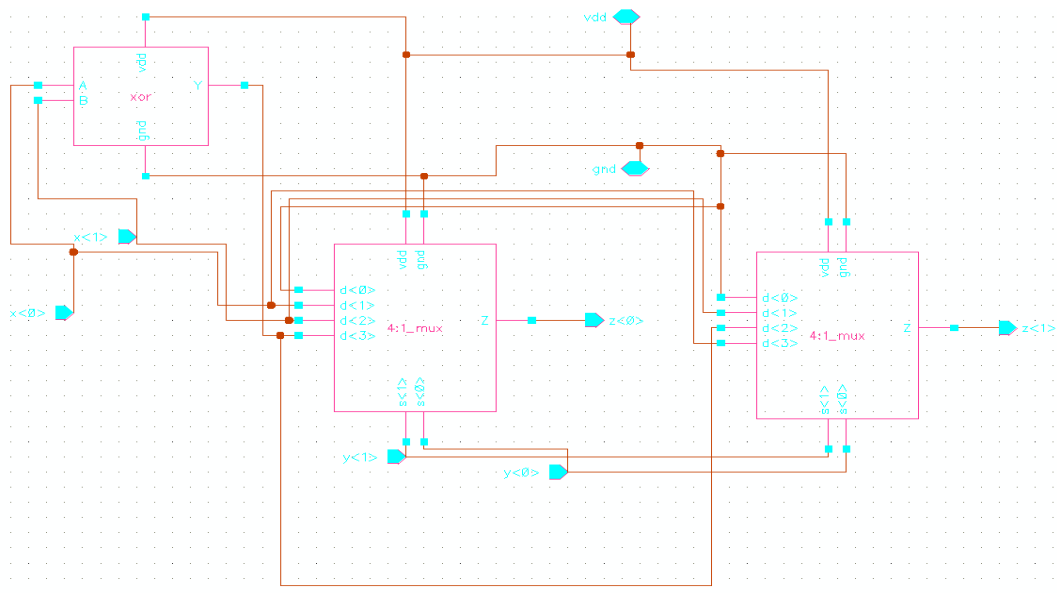 vdd
vdd
A
Y
xor
B
gnd
gnd
x<1>
vdd
gnd
vdd
gnd
d<0>
d<0>
x<0>
d<1>
d<1>
d<2>
Z
z<0>
d<2>
Z
z<1>
4:1_mux
d<3>
4:1_mux
d<3>
s<1>
s<0>
s<1>
s<0>
y<1>
y<0>